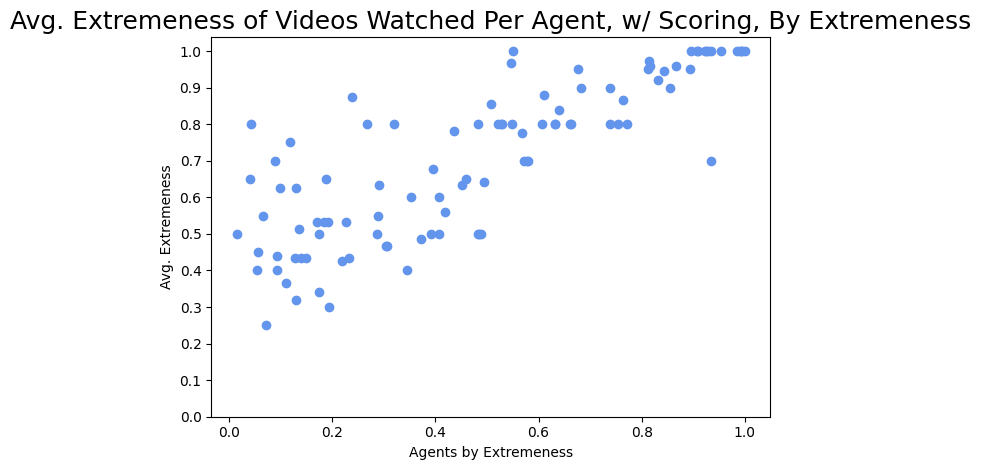 Avg. Extremeness of Videos Watched Per Agent, w/ Scoring, By Extremeness
Avg. Extremeness
1.0
0.9
0.8
0.7
0.6
0.5
0.4
0.3
0.2
0.1
0.0
0.0 0.2 0.4 0.6 0.8 1.0
Agents by Extremeness